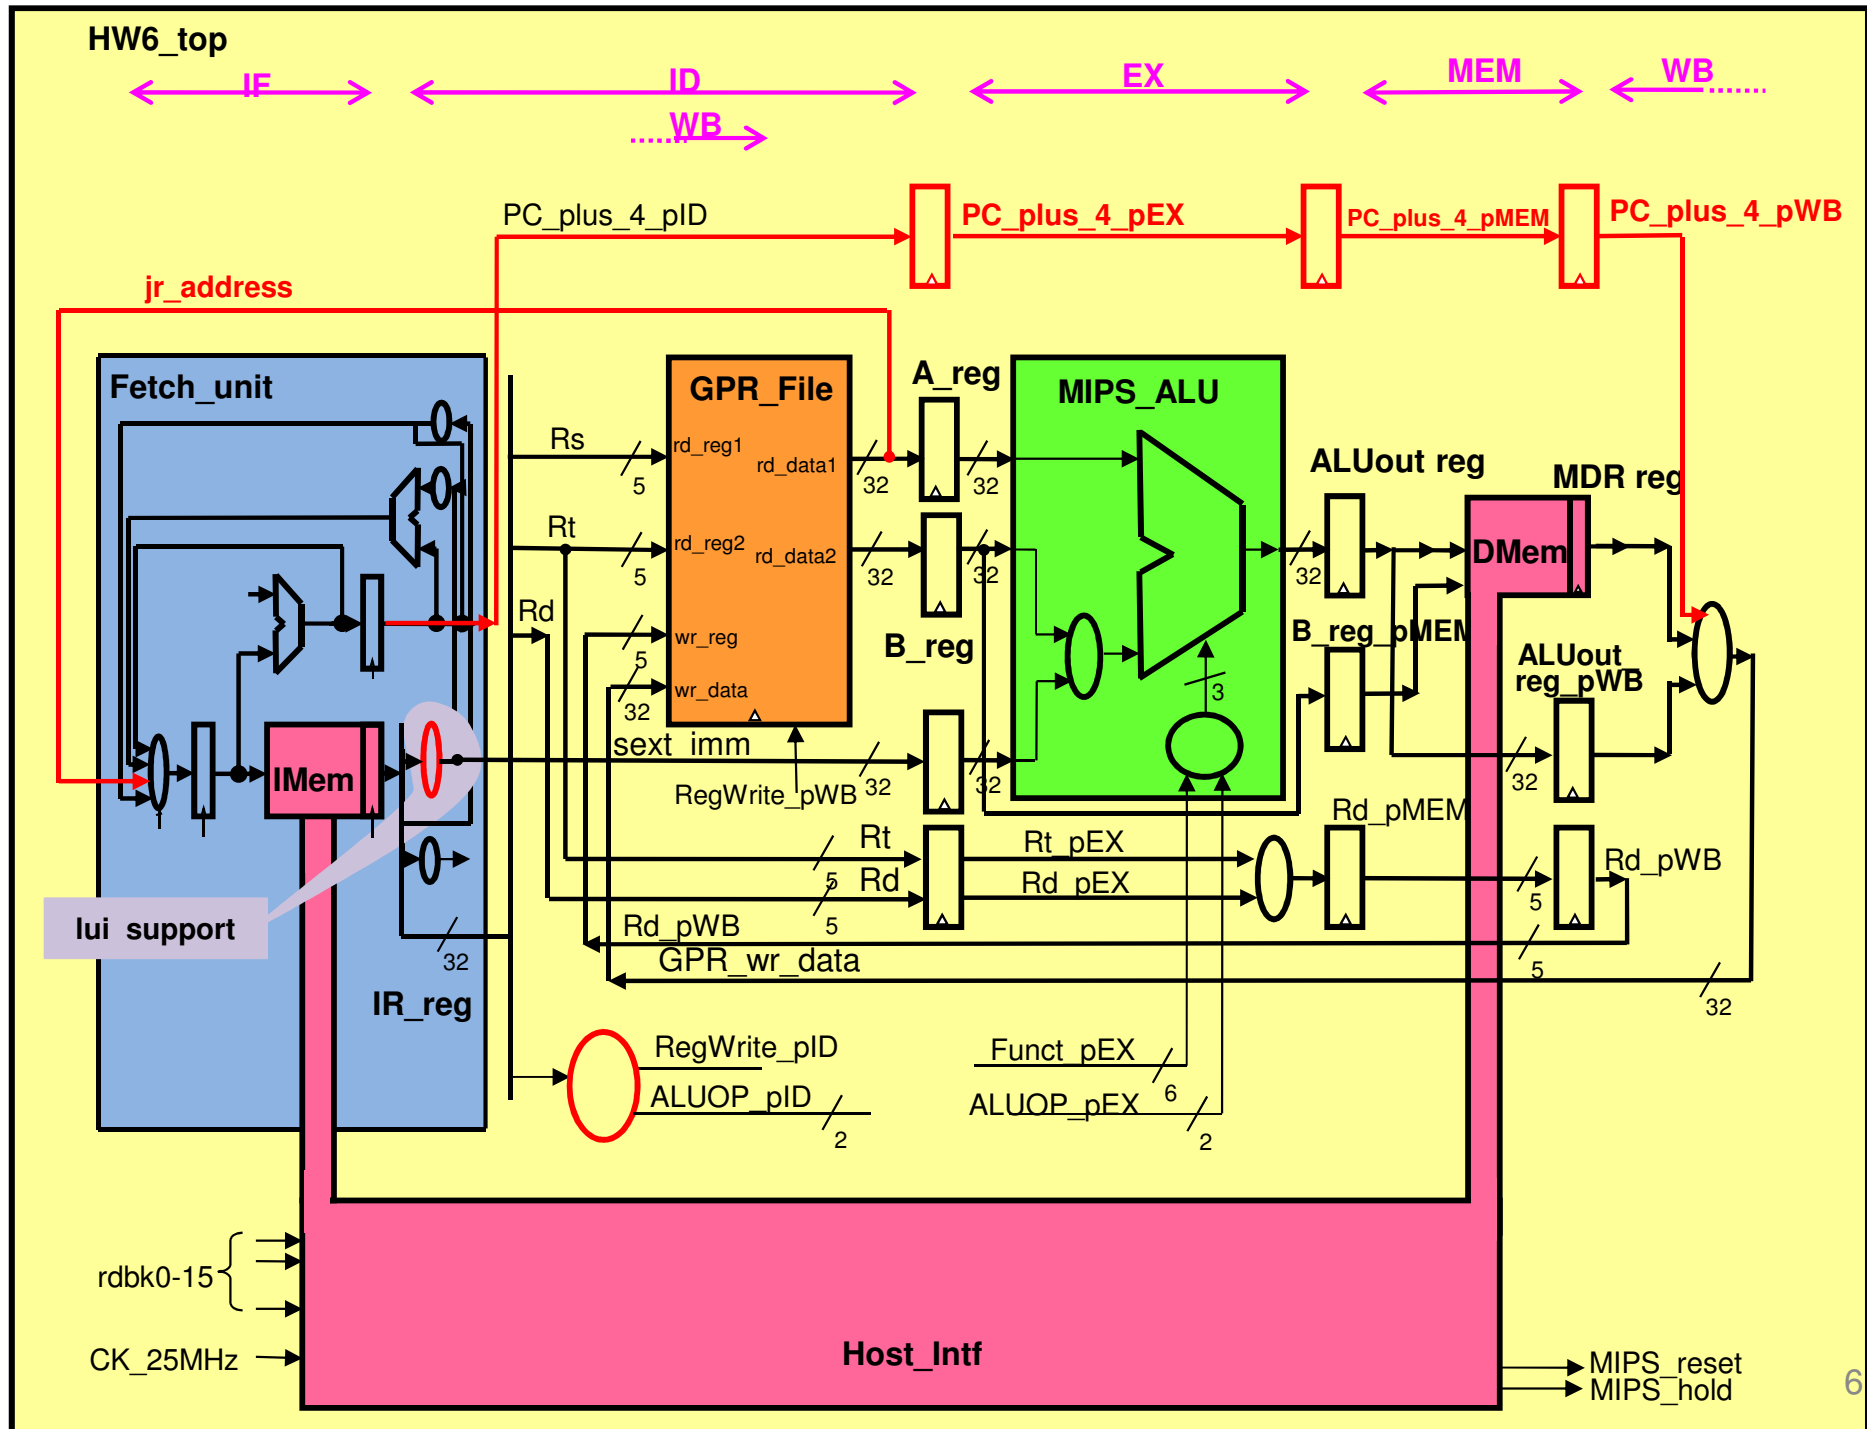 HW6_top
IF
ID
EX
MEM
WB
WB
PC_plus_4_pID
PC_plus_4_pEX
PC_plus_4_pMEM
PC_plus_4_pWB
jr_address
Fetch_unit
GPR_File
A_reg
MIPS_ALU
Rs
rd_reg1
rd_data1
5
32
32
ALUout reg
MDR reg
Rt
rd_reg2
rd_data2
5
32
32
32
DMem
Rd
wr_reg
5
B_reg
B_reg_pMEM
ALUout_
reg_pWB
wr_data
32
3
sext_imm
32
32
32
IMem
RegWrite_pWB
Rd_pMEM
Rt
Rt_pEX
Rd_pWB
5
Rd
Rd_pEX
5
5
lui support
Rd_pWB
32
GPR_wr_data
5
32
IR_reg
RegWrite_pID
Funct_pEX
6
ALUOP_pID
ALUOP_pEX
2
2
rdbk0-15
CK_25MHz
Host_Intf
MIPS_reset
MIPS_hold
6